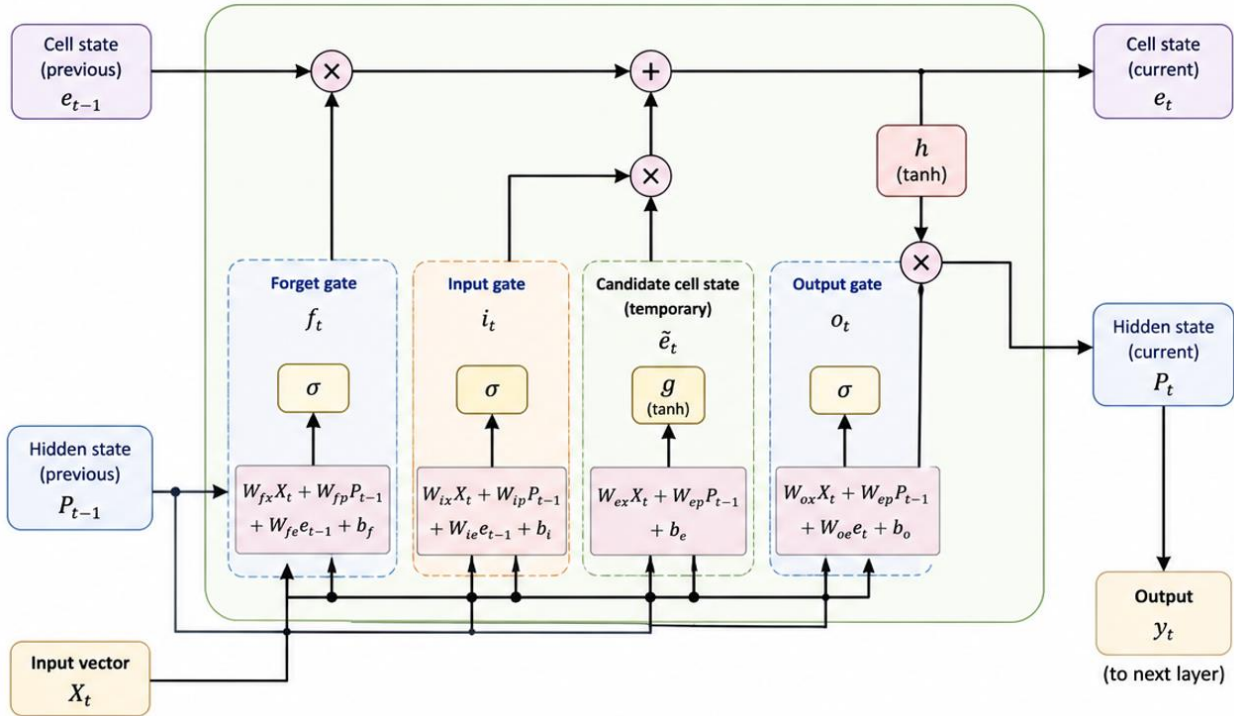 Cell state
(previous)
e_{t−1}
×
+
Cell state
(current)
e_t
h
(tanh)
×
×
Forget gate
f_t
σ
W_{fx}X_t + W_{fp}P_{t−1}
+ W_{fe}e_{t−1} + b_f
Input gate
i_t
σ
W_{ix}X_t + W_{ip}P_{t−1}
+ W_{ie}e_{t−1} + b_i
Candidate cell state
(temporary)
ẽ_t
g
(tanh)
W_{ex}X_t + W_{ep}P_{t−1}
+ b_e
Output gate
o_t
σ
W_{ox}X_t + W_{ep}P_{t−1}
+ W_{oe}e_t + b_o
Hidden state
(previous)
P_{t−1}
Input vector
X_t
Hidden state
(current)
P_t
Output
y_t
(to next layer)